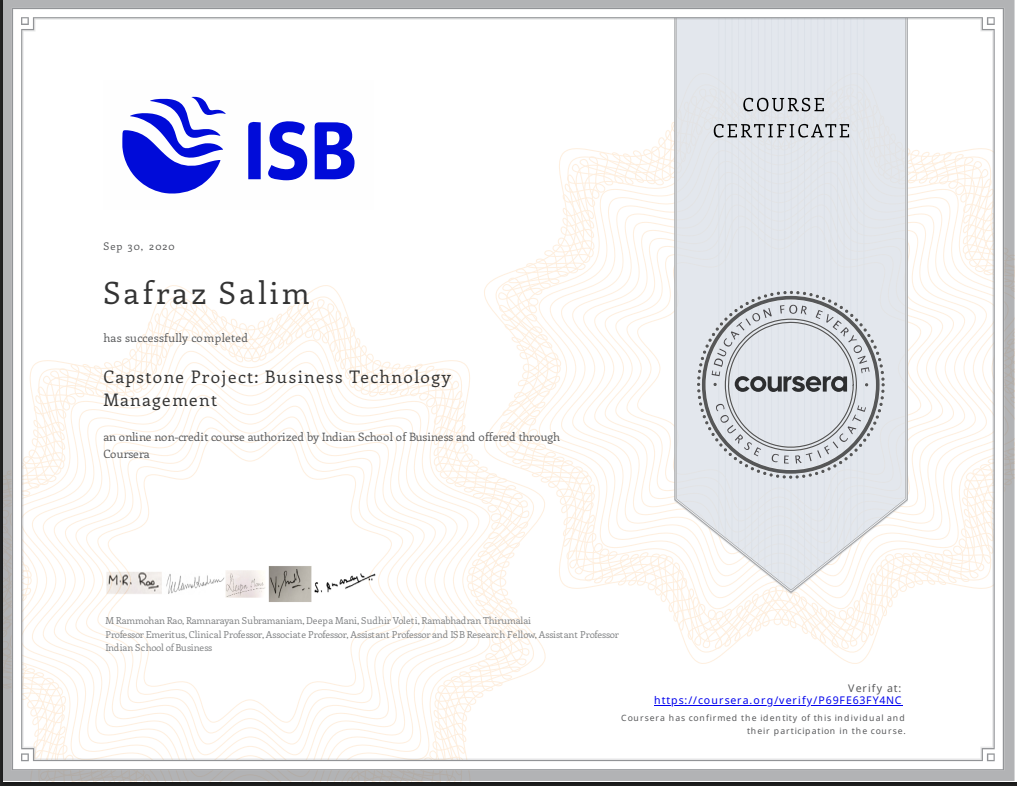 ISB
COURSE
CERTIFICATE
Sep 30, 2020
Safraz Salim
has successfully completed
Capstone Project: Business Technology
Management
an online non-credit course authorized by Indian School of Business and offered through
Coursera
EDUCATION FOR EVERYONE
coursera
COURSE CERTIFICATE
M.R. Rao
M Rammohan Rao, Ramnarayan Subramaniam, Deepa Mani, Sudhir Voleti, Ramabhadran Thirumalai
Professor Emeritus, Clinical Professor, Associate Professor, Assistant Professor and ISB Research Fellow, Assistant Professor
Indian School of Business
Verify at:
https://coursera.org/verify/P69FE63FY4NC
Coursera has confirmed the identity of this individual and
their participation in the course.